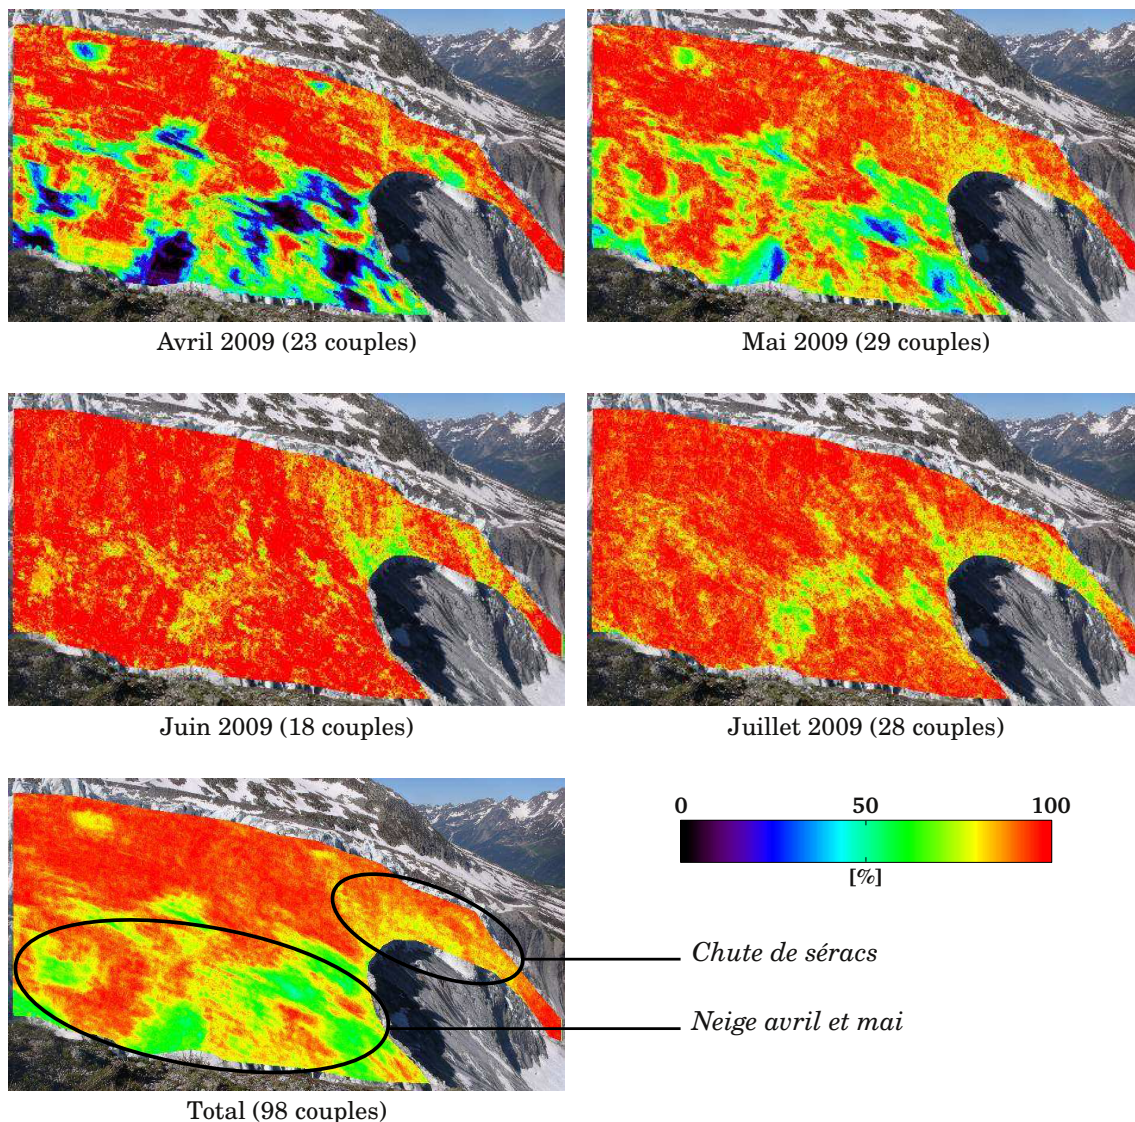 Avril 2009 (23 couples)
Mai 2009 (29 couples)
Juin 2009 (18 couples)
Juillet 2009 (28 couples)
0 50 100
[%]
Chute de séracs
Neige avril et mai
Total (98 couples)